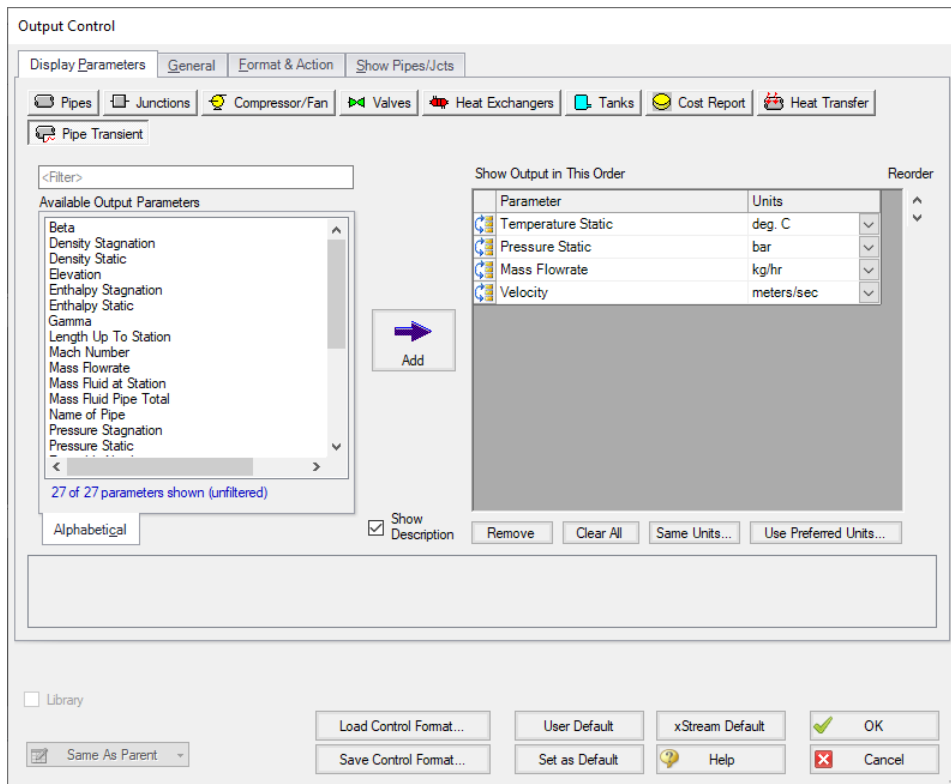 Output Control
Display Parameters General Format & Action Show Pipes/Jcts
Pipes Junctions Compressor/Fan Valves Heat Exchangers Tanks Cost Report Heat Transfer
Pipe Transient
<Filter>
Available Output Parameters
Beta
Density Stagnation
Density Static
Elevation
Enthalpy Stagnation
Enthalpy Static
Gamma
Length Up To Station
Mach Number
Mass Flowrate
Mass Fluid at Station
Mass Fluid Pipe Total
Name of Pipe
Pressure Stagnation
Pressure Static
27 of 27 parameters shown (unfiltered)
Alphabetical
Add
Show
Description
Show Output in This Order Reorder
Parameter Units
Temperature Static deg. C
Pressure Static bar
Mass Flowrate kg/hr
Velocity meters/sec
Remove Clear All Same Units... Use Preferred Units...
Library
Load Control Format... User Default xStream Default OK
Same As Parent Save Control Format... Set as Default Help Cancel